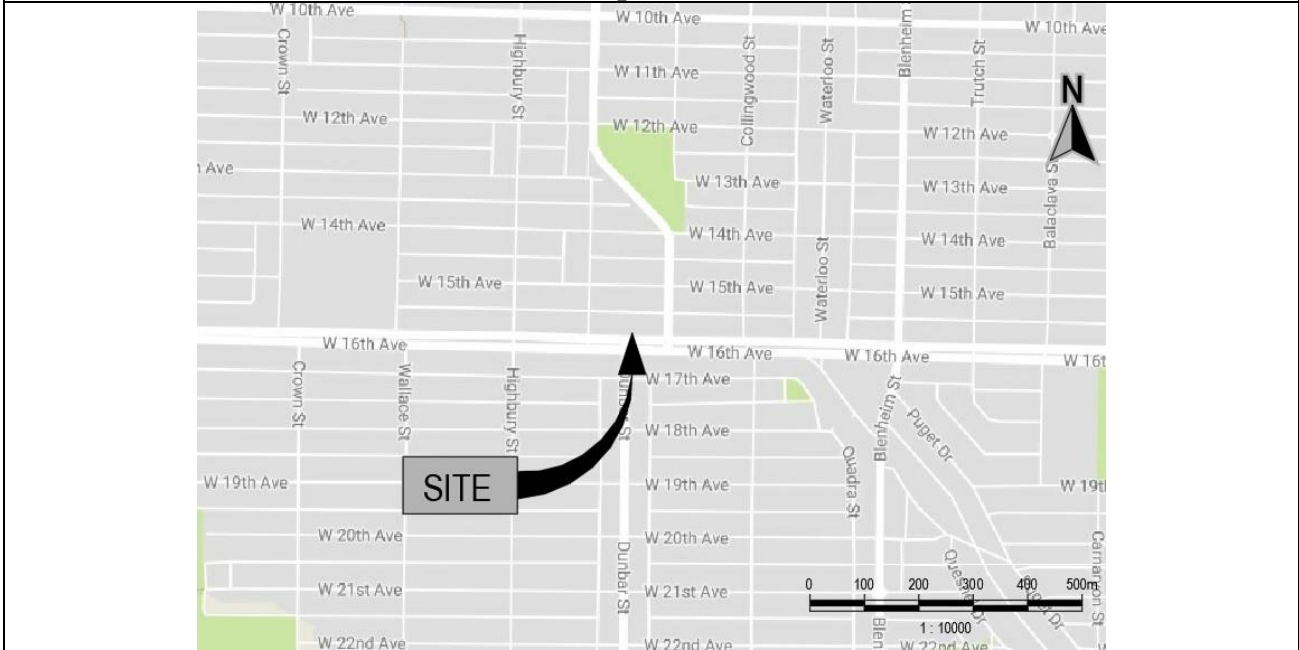 W 10th Ave
W 10th Ave
W 10th Ave
Crown St
Highbury St
W 11th Ave
Collingwood St
Waterloo St
Blenheim
Trutch St
N
W 12th Ave
W 12th Ave
W 12th Ave
Ave
W 13th Ave
W 13th Ave
Balaclava S
W 14th Ave
W 14th Ave
W 14th Ave
Waterloo St
W 15th Ave
W 15th Ave
W 15th Ave
W 16th Ave
W 16th Ave
W 16th Ave
W 16t
Crown St
Wallace St
Highbury St
W 17th Ave
Blenheim St
Puget Dr
W 18th Ave
Quadra St
W 19th Ave
SITE
W 19th Ave
W 19t
W 20th Ave
W 20th Ave
Dunbar St
Carnarvon St
W 21st Ave
W 21st Ave
0 100 200 300 400 500m
1 : 10000
W 22nd Ave
W 22nd Ave
Blen
W 22nd Ave